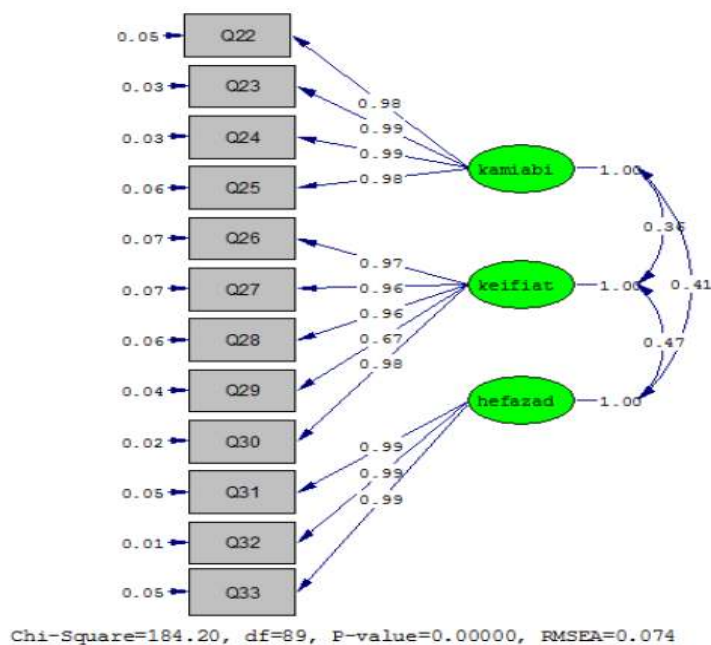 0.05 Q22
0.03 Q23
0.98
0.99
0.03 Q24
0.99
kamiabi 1.00
0.98
0.06 Q25
0.36
0.07 Q26
0.97
0.07 Q27
0.96
keifiat 1.00
0.41
0.96
0.06 Q28
0.67
0.47
0.98
0.04 Q29
hefazad 1.00
0.02 Q30
0.99
0.05 Q31
0.99
0.99
0.01 Q32
0.05 Q33
Chi-Square=184.20, df=89, P-value=0.00000, RMSEA=0.074